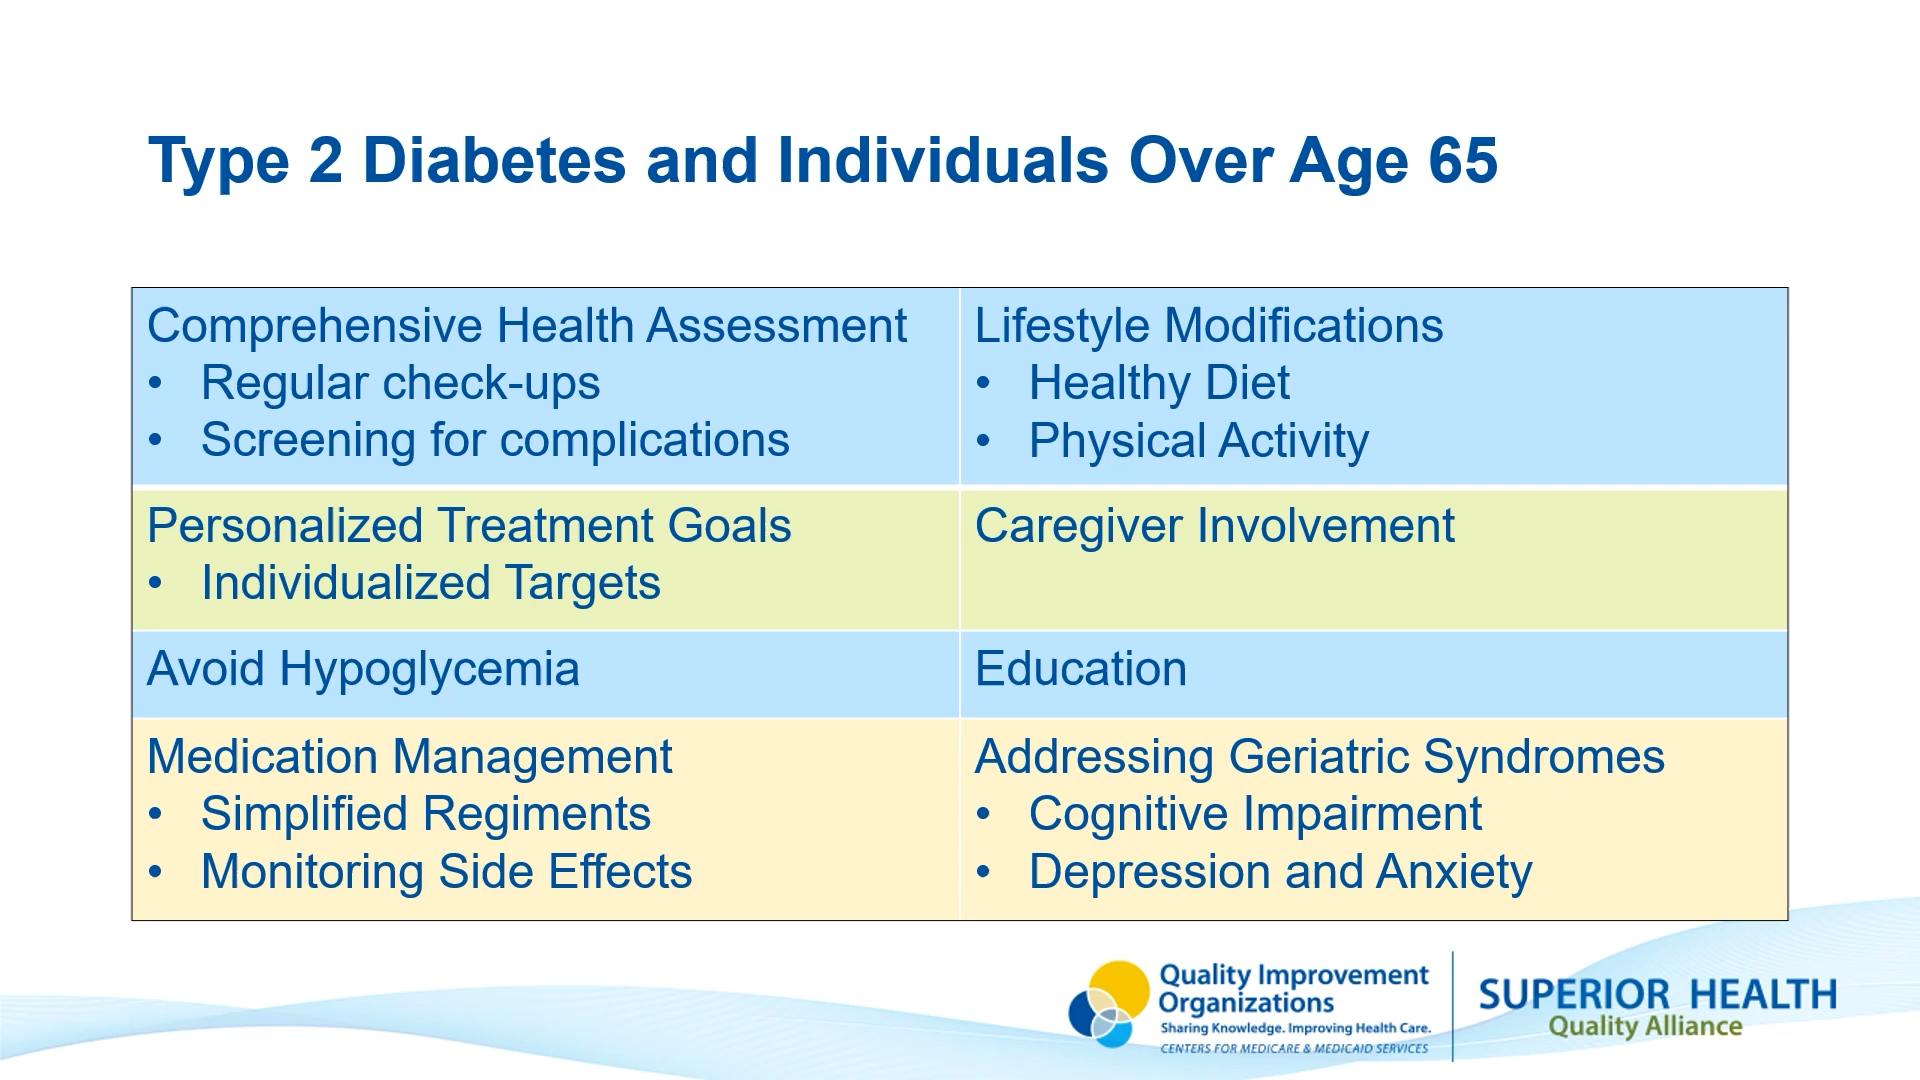 Type 2 Diabetes and Individuals Over Age 65
Comprehensive Health Assessment
• Regular check-ups
• Screening for complications
Lifestyle Modifications
• Healthy Diet
• Physical Activity
Personalized Treatment Goals
• Individualized Targets
Caregiver Involvement
Avoid Hypoglycemia
Education
Medication Management
• Simplified Regiments
• Monitoring Side Effects
Addressing Geriatric Syndromes
• Cognitive Impairment
• Depression and Anxiety
Quality Improvement
Organizations
Sharing Knowledge. Improving Health Care.
CENTERS FOR MEDICARE & MEDICAID SERVICES
SUPERIOR HEALTH
Quality Alliance